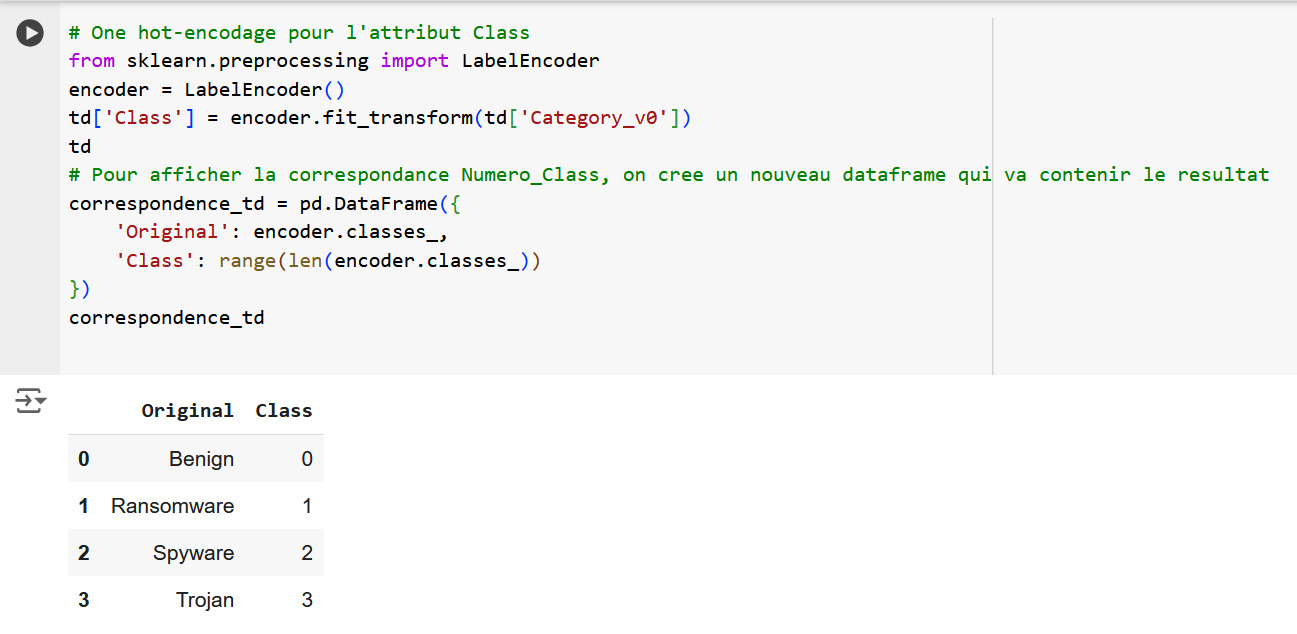 # One hot-encodage pour l'attribut Class
from sklearn.preprocessing import LabelEncoder
encoder = LabelEncoder()
td['Class'] = encoder.fit_transform(td['Category_v0'])
td
# Pour afficher la correspondance Numero_Class, on cree un nouveau dataframe qui va contenir le resultat
correspondence_td = pd.DataFrame({
    'Original': encoder.classes_,
    'Class': range(len(encoder.classes_))
})
correspondence_td
Original Class
0 Benign 0
1 Ransomware 1
2 Spyware 2
3 Trojan 3